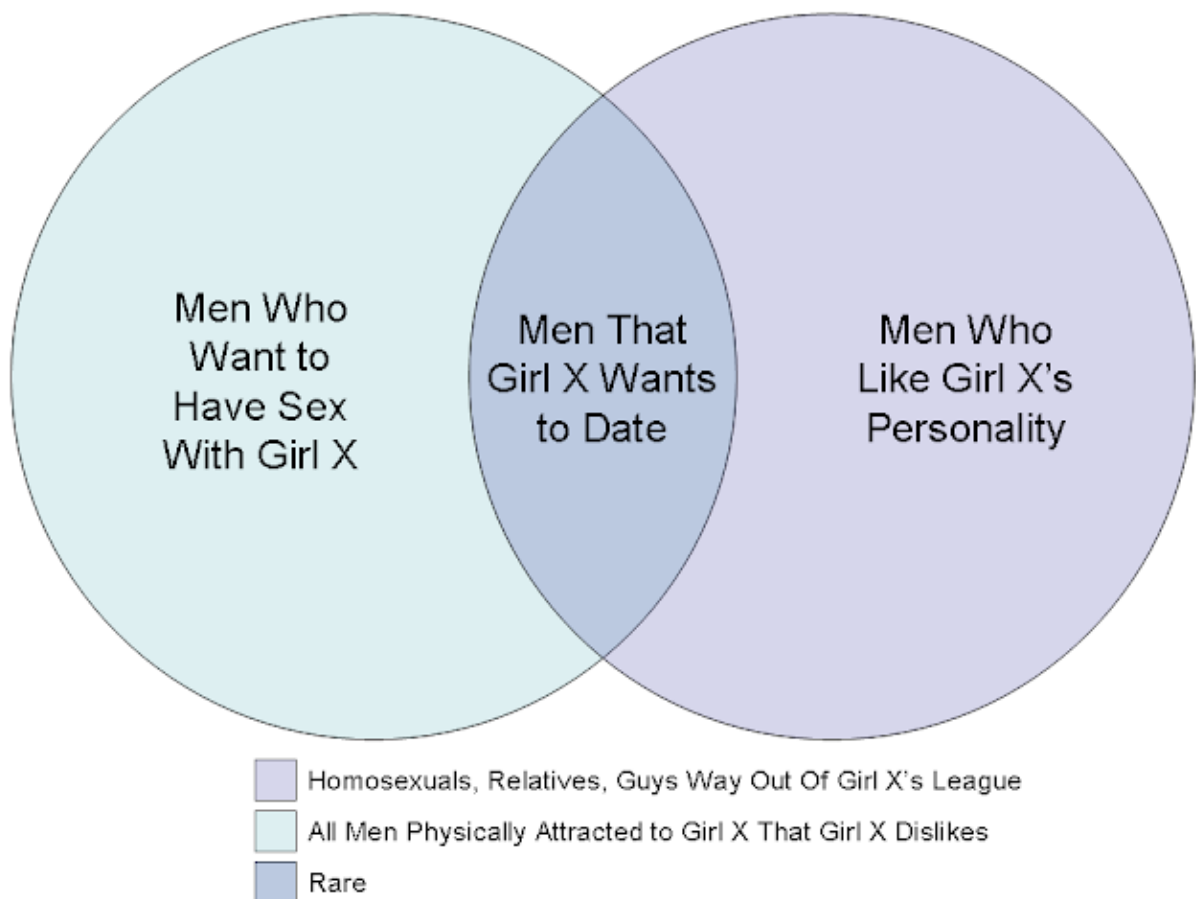 Men Who
Want to
Have Sex
With Girl X
Men That
Girl X Wants
to Date
Men Who
Like Girl X's
Personality
Homosexuals, Relatives, Guys Way Out Of Girl X's League
All Men Physically Attracted to Girl X That Girl X Dislikes
Rare